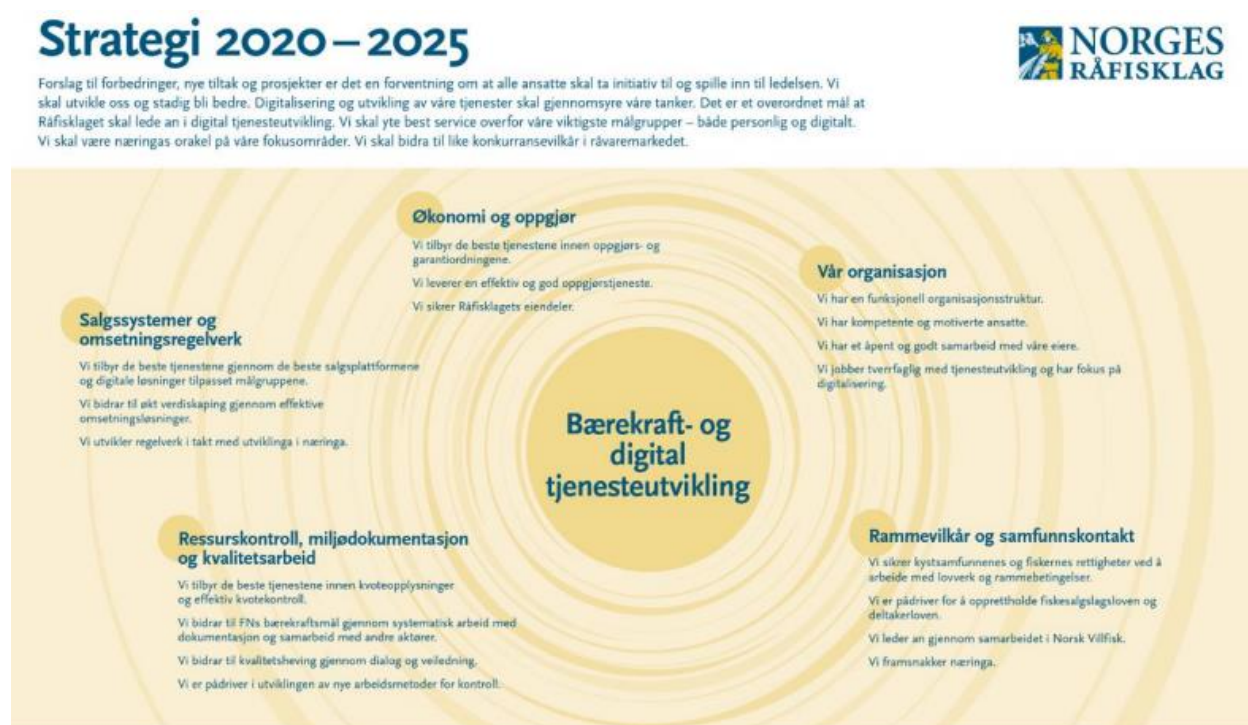 Strategi 2020–2025
NORGES
RÅFISKLAG
Forslag til forbedringer, nye tiltak og prosjekter er det en forventning om at alle ansatte skal ta initiativ til og spille inn til ledelsen. Vi
skal utvikle oss og stadig bli bedre. Digitalisering og utvikling av våre tjenester skal gjennomsyre våre tanker. Det er et overordnet mål at
Råfisklaget skal lede an i digital tjenesteutvikling. Vi skal yte best service overfor våre viktigste målgrupper – både personlig og digitalt.
Vi skal være næringas orakel på våre fokusområder. Vi skal bidra til like konkurransevilkår i råvaremarkedet.
Økonomi og oppgjør
Vi tilbyr de beste tjenestene innen oppgjørs- og
garantiordningene.
Vi leverer en effektiv og god oppgjørstjeneste.
Vi sikrer Råfisklagets eiendeler.
Vår organisasjon
Vi har en funksjonell organisasjonsstruktur.
Vi har kompetente og motiverte ansatte.
Vi har et åpent og godt samarbeid med våre eiere.
Vi jobber tverrfaglig med tjenesteutvikling og har fokus på
digitalisering.
Salgssystemer og
omsetningsregelverk
Vi tilbyr de beste tjenestene gjennom de beste salgsplattformene
og digitale løsninger tilpasset målgruppene.
Vi bidrar til økt verdiskaping gjennom effektive
omsetningsløsninger.
Vi utvikler regelverk i takt med utviklinga i næringa.
Bærekraft- og
digital
tjenesteutvikling
Ressurskontroll, miljødokumentasjon
og kvalitetsarbeid
Vi tilbyr de beste tjenestene innen kvoteopplysninger
og effektiv kvotekontroll.
Vi bidrar til FNs bærekraftsmål gjennom systematisk arbeid med
dokumentasjon og samarbeid med andre aktører.
Vi bidrar til kvalitetsheving gjennom dialog og veiledning.
Vi er pådriver i utviklingen av nye arbeidsmetoder for kontroll.
Rammevilkår og samfunnskontakt
Vi sikrer kystsamfunnenes og fiskernes rettigheter ved å
arbeide med lovverk og rammebetingelser.
Vi er pådriver for å opprettholde fiskesalgslagsloven og
deltakerloven.
Vi leder an gjennom samarbeidet i Norsk Villfisk.
Vi framsnakker næringa.